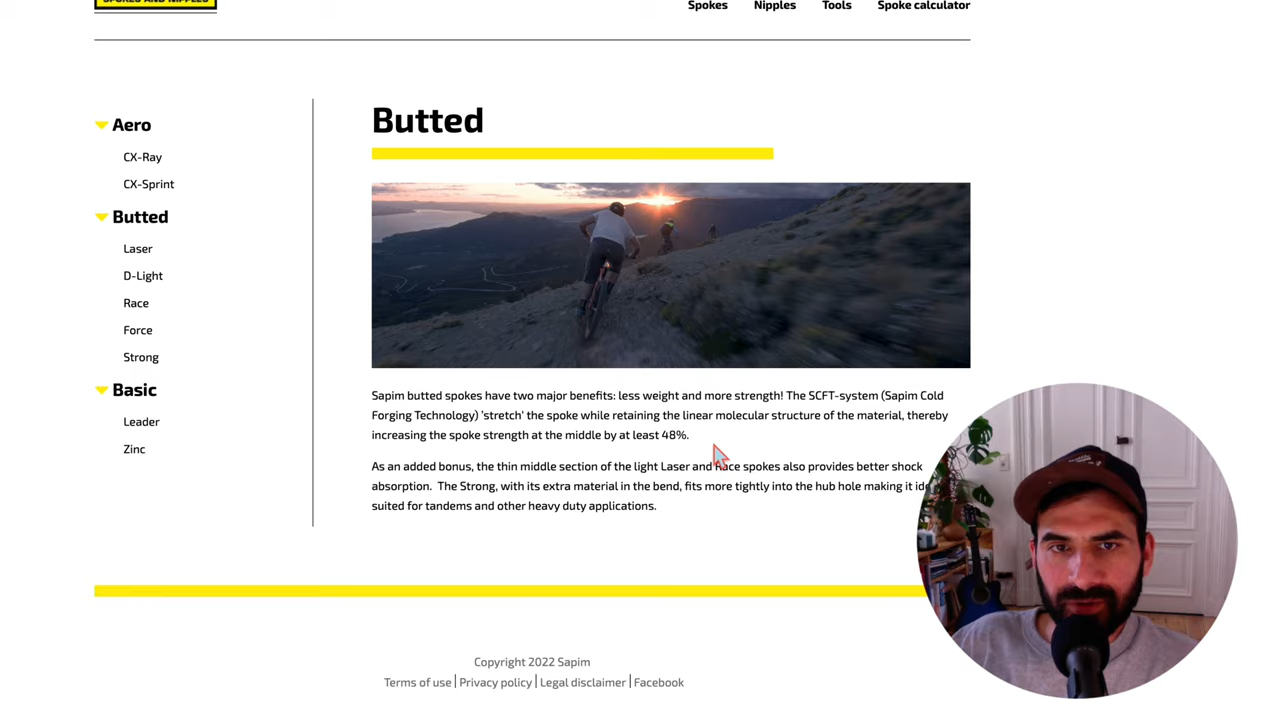 SPOKES AND NIPPLES
Spokes Nipples Tools Spoke calculator
Aero
CX-Ray
CX-Sprint
Butted
Laser
D-Light
Race
Force
Strong
Basic
Leader
Zinc
Butted
Sapim butted spokes have two major benefits: less weight and more strength! The SCFT-system (Sapim Cold
Forging Technology) 'stretch' the spoke while retaining the linear molecular structure of the material, thereby
increasing the spoke strength at the middle by at least 48%.
As an added bonus, the thin middle section of the light Laser and Race spokes also provides better shock
absorption. The Strong, with its extra material in the bend, fits more tightly into the hub hole making it
suited for tandems and other heavy duty applications.
Copyright 2022 Sapim
Terms of use | Privacy policy | Legal disclaimer | Facebook